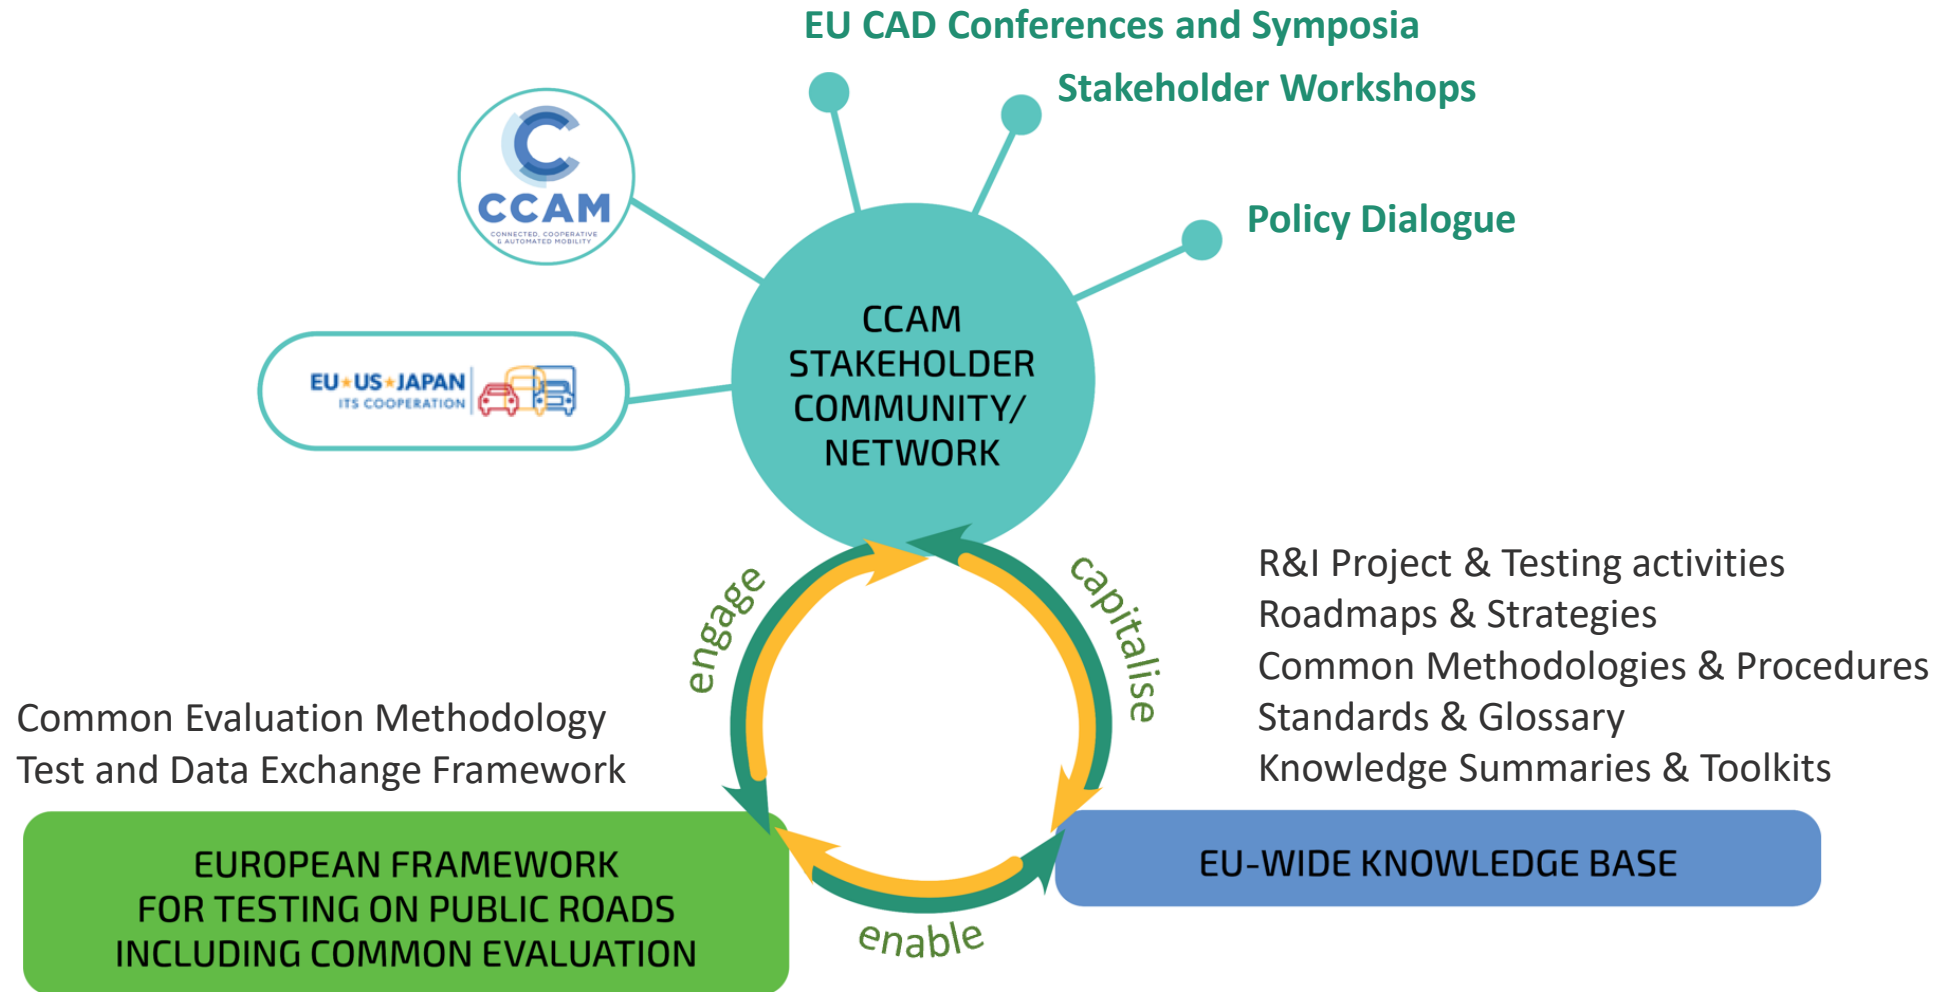 EU CAD Conferences and Symposia
Stakeholder Workshops
Policy Dialogue
C
CCAM
CONNECTED, COOPERATIVE
& AUTOMATED MOBILITY
EU★US★JAPAN
ITS COOPERATION
CCAM
STAKEHOLDER
COMMUNITY/
NETWORK
engage
capitalise
enable
R&I Project & Testing activities
Roadmaps & Strategies
Common Methodologies & Procedures
Standards & Glossary
Knowledge Summaries & Toolkits
Common Evaluation Methodology
Test and Data Exchange Framework
EUROPEAN FRAMEWORK
FOR TESTING ON PUBLIC ROADS
INCLUDING COMMON EVALUATION
EU-WIDE KNOWLEDGE BASE